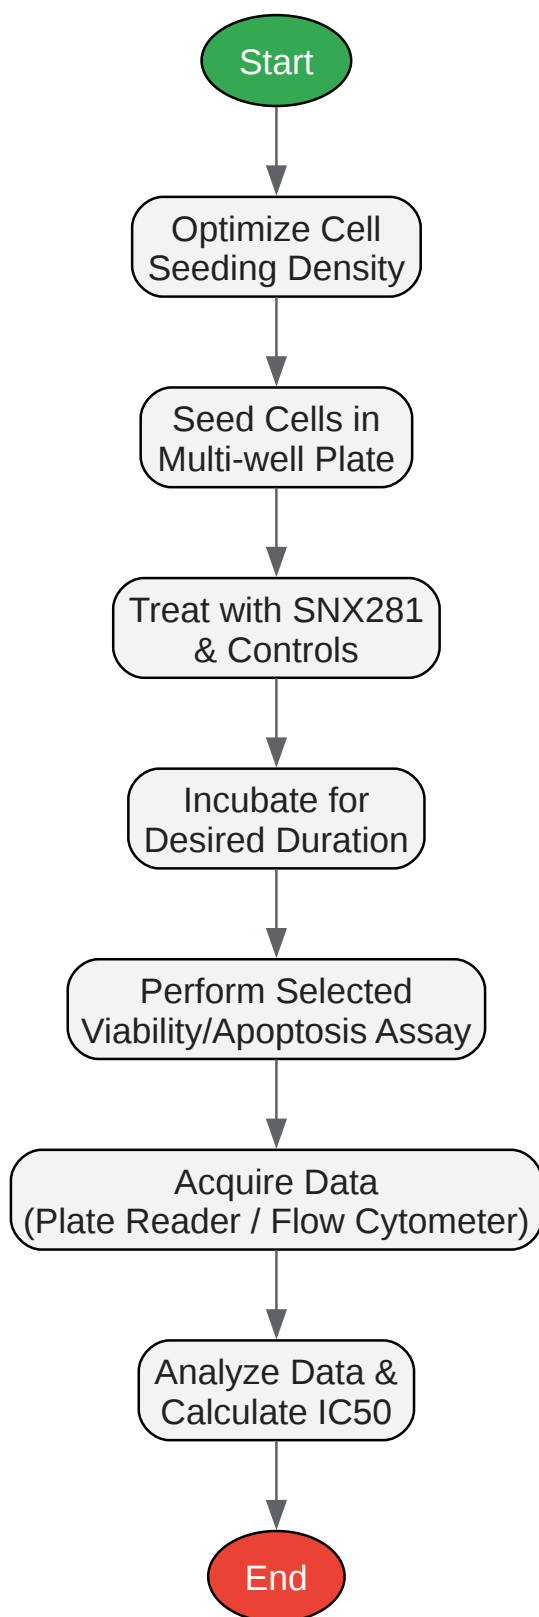 Start
Optimize Cell
Seeding Density
Seed Cells in
Multi-well Plate
Treat with SNX281
& Controls
Incubate for
Desired Duration
Perform Selected
Viability/Apoptosis Assay
Acquire Data
(Plate Reader / Flow Cytometer)
Analyze Data &
Calculate IC50
End